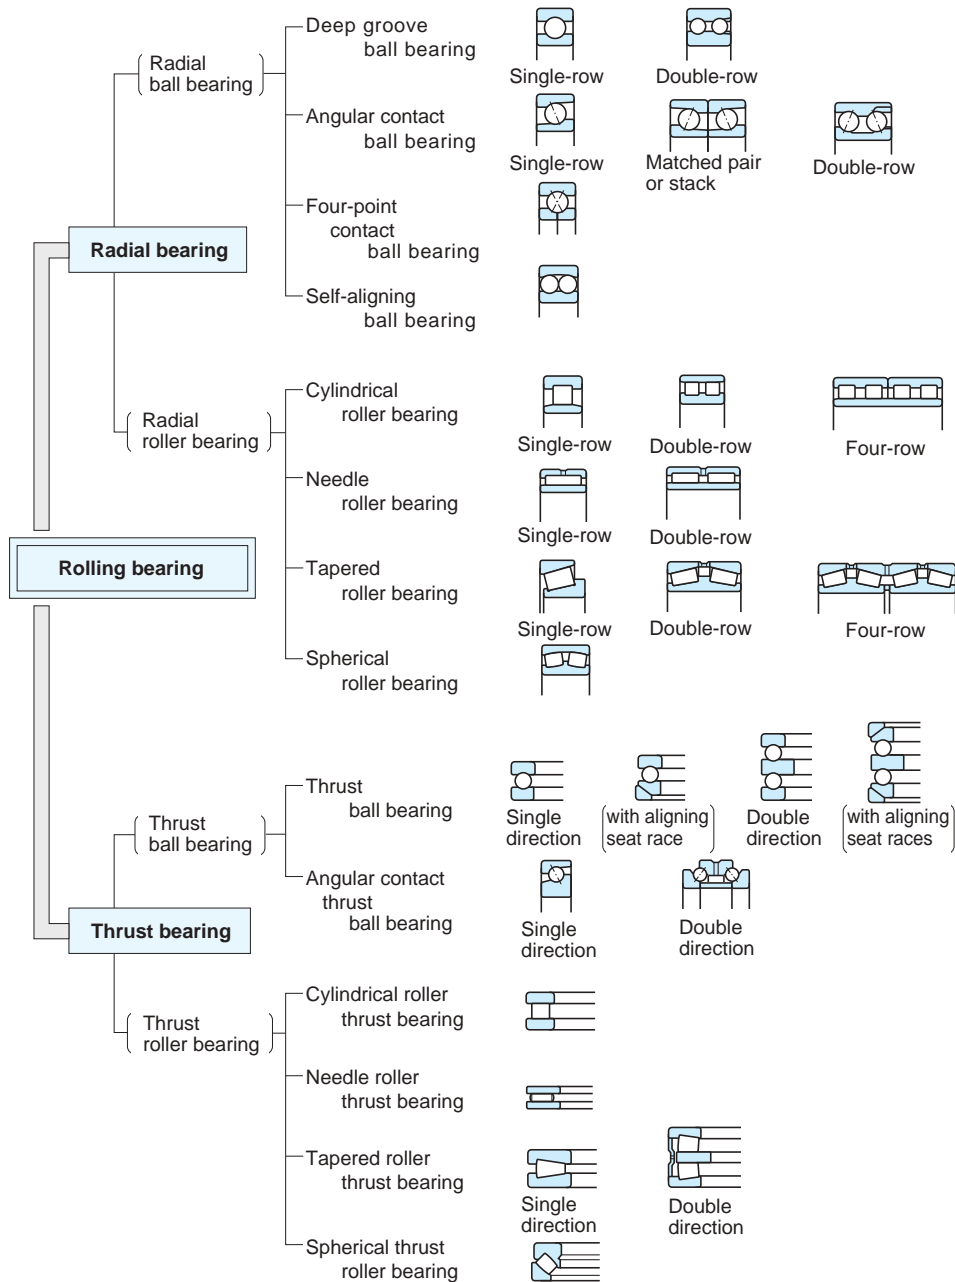 Deep groove
ball bearing
Single-row
Double-row
Radial
ball bearing
Angular contact
ball bearing
Single-row
Matched pair
or stack
Double-row
Four-point
contact
ball bearing
Radial bearing
Self-aligning
ball bearing
Cylindrical
roller bearing
Single-row
Double-row
Four-row
Radial
roller bearing
Needle
roller bearing
Single-row
Double-row
Rolling bearing
Tapered
roller bearing
Single-row
Double-row
Four-row
Spherical
roller bearing
Thrust
ball bearing
Single
direction
with aligning
seat race
Double
direction
with aligning
seat races
Thrust
ball bearing
Angular contact
thrust
ball bearing
Single
direction
Double
direction
Thrust bearing
Cylindrical roller
thrust bearing
Thrust
roller bearing
Needle roller
thrust bearing
Tapered roller
thrust bearing
Single
direction
Double
direction
Spherical thrust
roller bearing